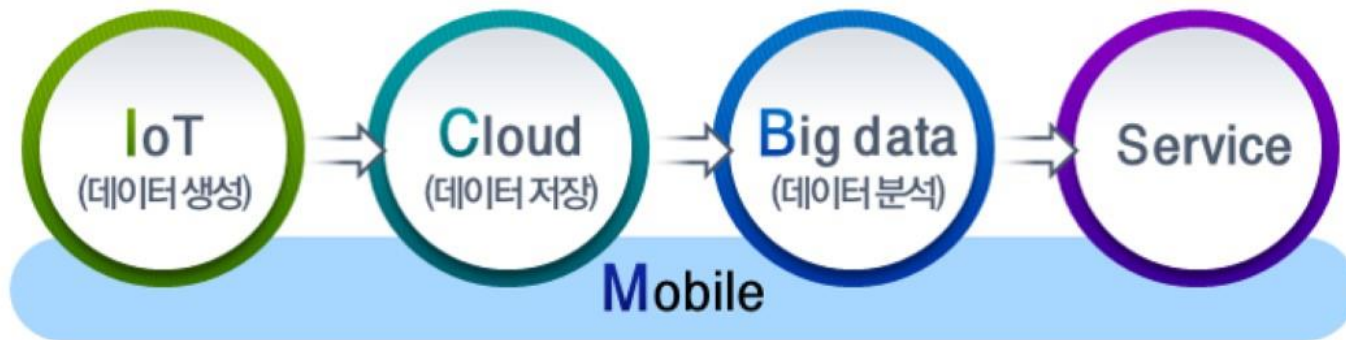 IoT
(데이터 생성)
Cloud
(데이터 저장)
Big data
(데이터 분석)
Service
Mobile